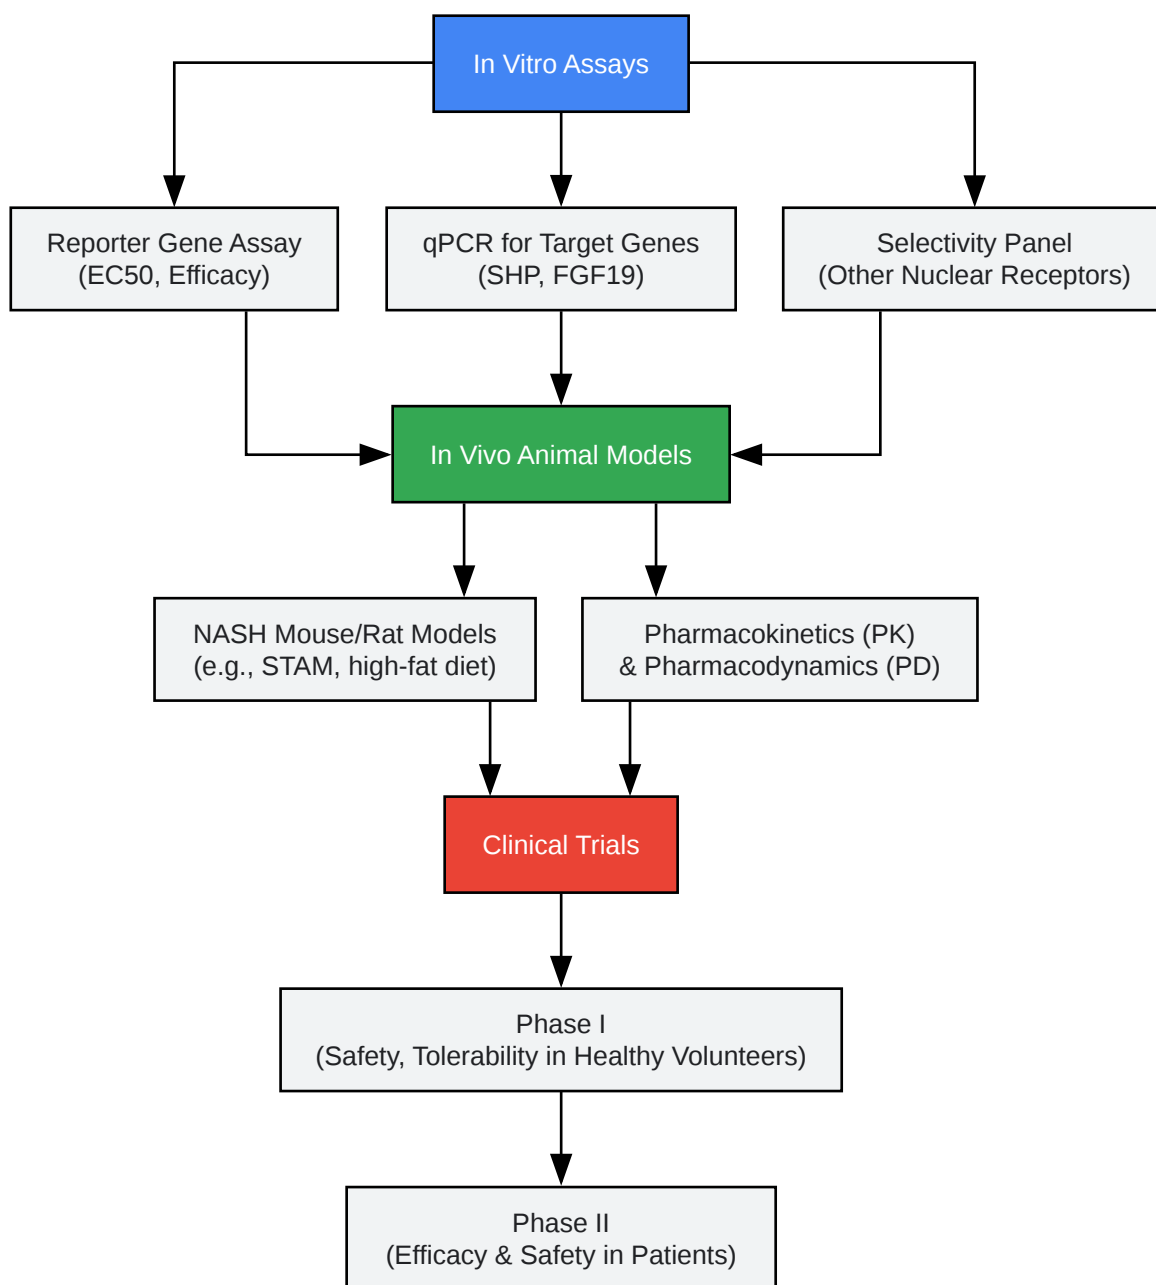 In Vitro Assays
Reporter Gene Assay
(EC50, Efficacy)
qPCR for Target Genes
(SHP, FGF19)
Selectivity Panel
(Other Nuclear Receptors)
In Vivo Animal Models
NASH Mouse/Rat Models
(e.g., STAM, high-fat diet)
Pharmacokinetics (PK)
& Pharmacodynamics (PD)
Clinical Trials
Phase I
(Safety, Tolerability in Healthy Volunteers)
Phase II
(Efficacy & Safety in Patients)